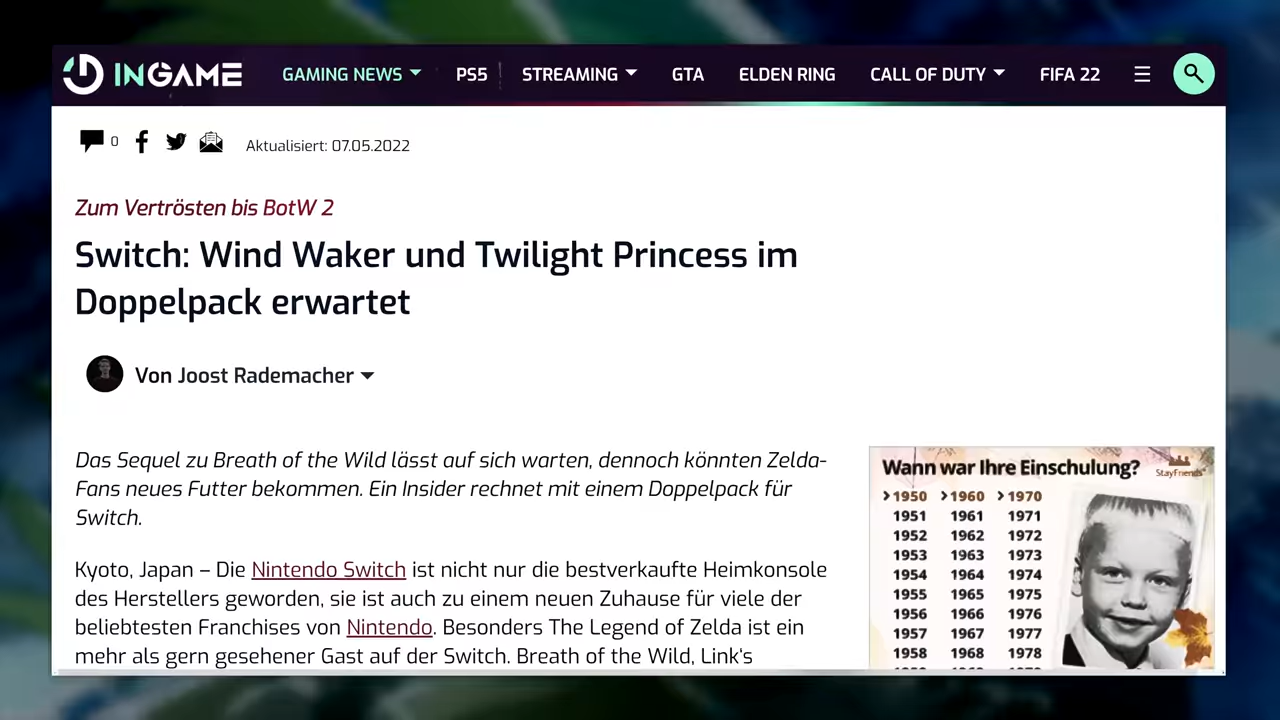 INGAME
GAMING NEWS PS5 STREAMING GTA ELDEN RING CALL OF DUTY FIFA 22
0 Aktualisiert: 07.05.2022
Zum Vertrösten bis BotW 2
Switch: Wind Waker und Twilight Princess im
Doppelpack erwartet
Von Joost Rademacher
Das Sequel zu Breath of the Wild lässt auf sich warten, dennoch könnten Zelda-
Fans neues Futter bekommen. Ein Insider rechnet mit einem Doppelpack für
Switch.
Kyoto, Japan – Die Nintendo Switch ist nicht nur die bestverkaufte Heimkonsole
des Herstellers geworden, sie ist auch zu einem neuen Zuhause für viele der
beliebtesten Franchises von Nintendo. Besonders The Legend of Zelda ist ein
mehr als gern gesehener Gast auf der Switch. Breath of the Wild, Link's
Wann war Ihre Einschulung?
StayFriends
1950 1960 1970
1951 1961 1971
1952 1962 1972
1953 1963 1973
1954 1964 1974
1955 1965 1975
1956 1966 1976
1957 1967 1977
1958 1968 1978